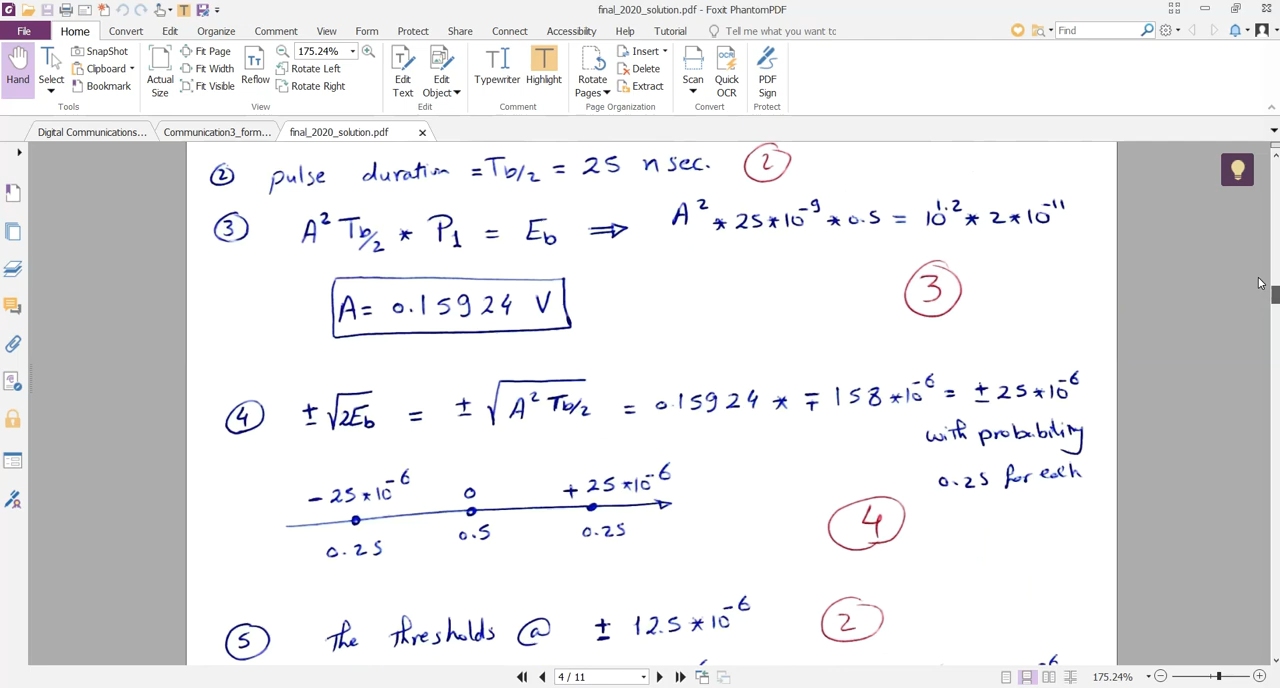 final_2020_solution.pdf - Foxit PhantomPDF
File Home Convert Edit Organize Comment View Form Protect Share Connect Accessibility Help Tutorial Tell me what you want to Find
Hand Select SnapShot Clipboard Bookmark Actual Size Fit Page Fit Width Fit Visible Reflow 175.24% Rotate Left Rotate Right Edit Text Edit Object Typewriter Highlight Rotate Pages Insert Delete Extract Scan Quick OCR PDF Sign
Tools View Edit Comment Page Organization Convert Protect
Digital Communications... Communication3_form... final_2020_solution.pdf
② pulse duration = Tb/2 = 25 n sec. ②
③ A² Tb/2 * P₁ = Eb ⟹ A² * 25*10⁻⁹ * 0.5 = 10^1.2 * 2*10⁻¹¹
A = 0.15924 V ③
④ ±√2Eb = ±√A² Tb/2 = 0.15924 * ∓ 158*10⁻⁶ = ± 25*10⁻⁶
with probability
0.25 for each
- 25*10⁻⁶ 0 + 25*10⁻⁶
0.25 0.5 0.25
④
⑤ The thresholds @ ± 12.5*10⁻⁶ ②
4 / 11 175.24%